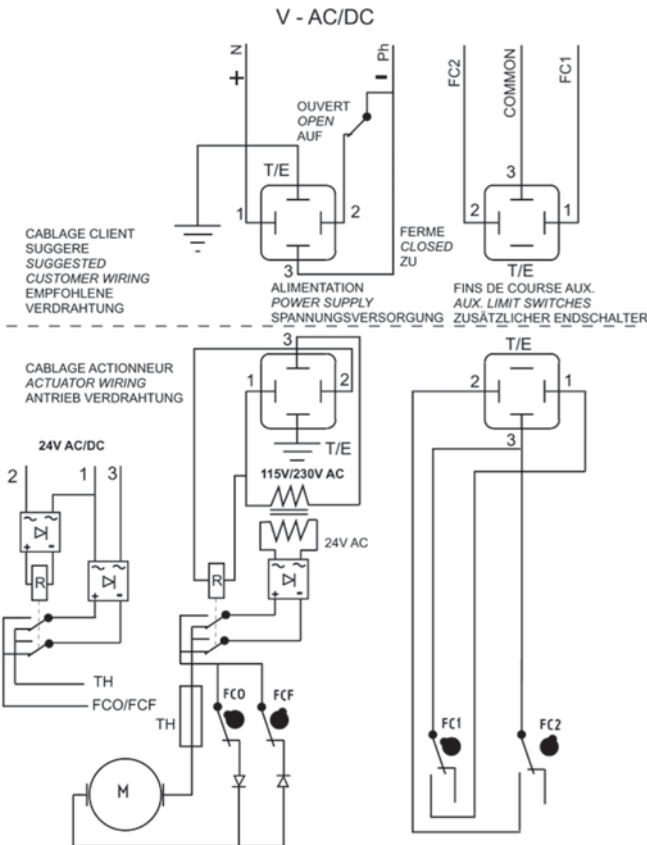 V - AC/DC
N
+
Ph
-
OUVERT
OPEN
AUF
T/E
1
2
3
FC2
COMMON
FC1
3
2
1
T/E
CABLAGE CLIENT
SUGGERE
SUGGESTED
CUSTOMER WIRING
EMPFOHLENE
VERDRAHTUNG
FERME
CLOSED
ZU
ALIMENTATION
POWER SUPPLY
SPANNUNGSVERSORGUNG
FINS DE COURSE AUX.
AUX. LIMIT SWITCHES
ZUSÄTZLICHER ENDSCHALTER
CABLAGE ACTIONNEUR
ACTUATOR WIRING
ANTRIEB VERDRAHTUNG
3
1
2
T/E
T/E
2
1
3
24V AC/DC
2
1
3
~ ~
+ -
R
~ ~
+ -
TH
FCO/FCF
115V/230V AC
24V AC
~ ~
+ -
R
TH
FCO
FCF
M
FC1
FC2